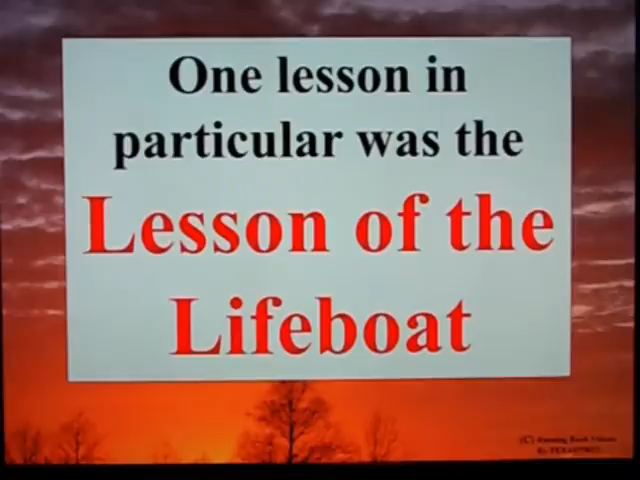 One lesson in
particular was the
Lesson of the
Lifeboat
(C)